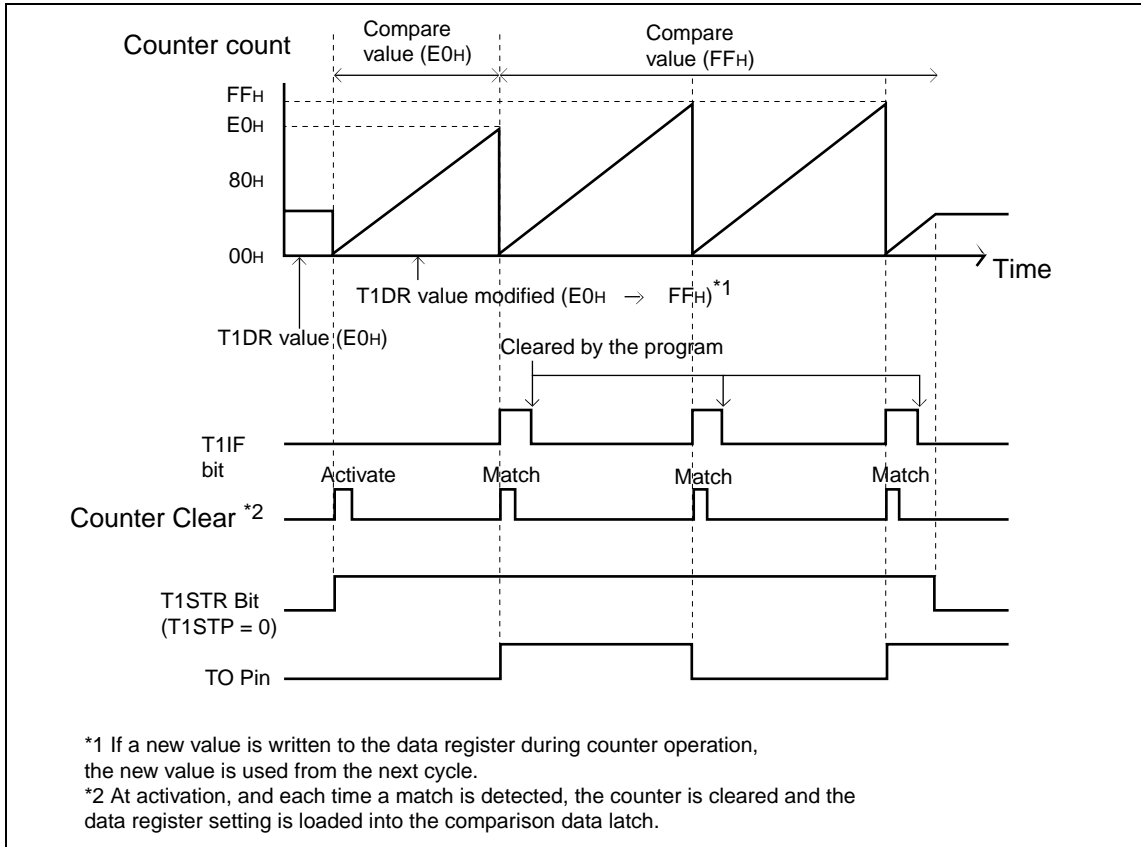 Compare
value (E0H)
Compare
value (FFH)
Counter count
FFH
E0H
80H
00H
Time
T1DR value modified (E0H → FFH)*1
T1DR value (E0H)
Cleared by the program
T1IF
bit
Activate
Match
Match
Match
Counter Clear *2
T1STR Bit
(T1STP = 0)
TO Pin
*1 If a new value is written to the data register during counter operation,
the new value is used from the next cycle.
*2 At activation, and each time a match is detected, the counter is cleared and the
data register setting is loaded into the comparison data latch.